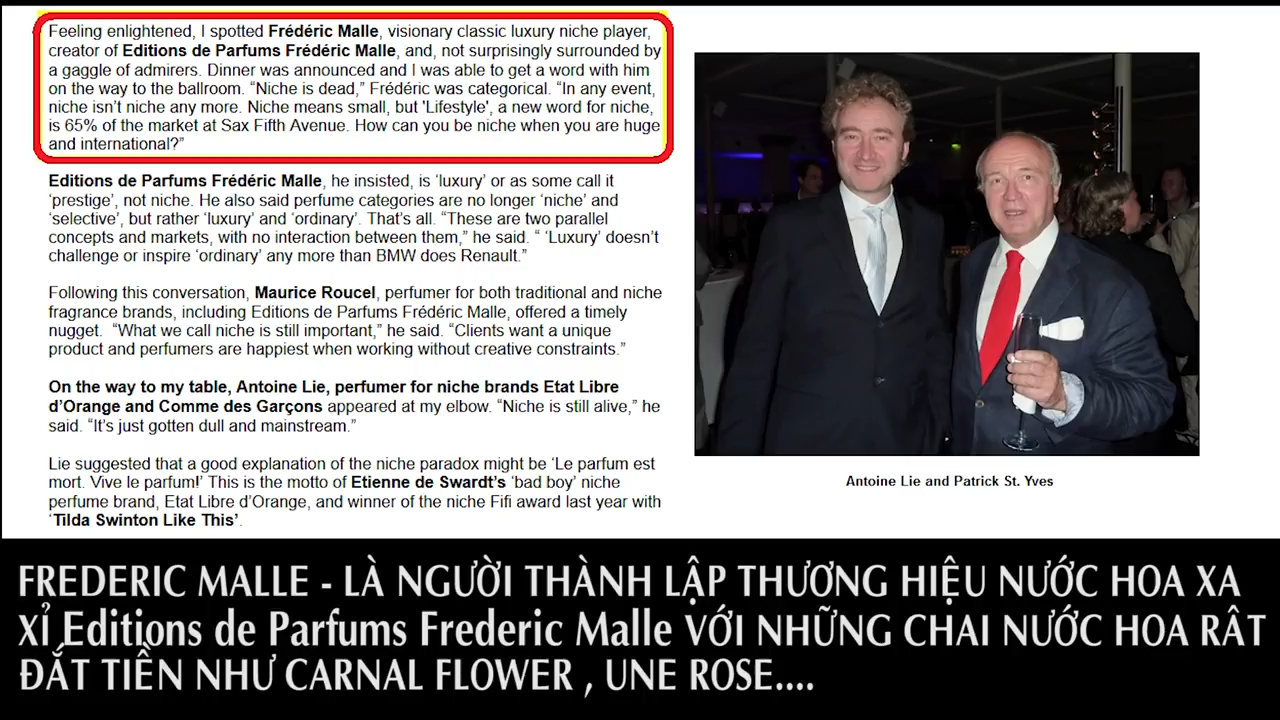 Feeling enlightened, I spotted Frédéric Malle, visionary classic luxury niche player,
creator of Editions de Parfums Frédéric Malle, and, not surprisingly surrounded by
a gaggle of admirers. Dinner was announced and I was able to get a word with him
on the way to the ballroom. “Niche is dead,” Frédéric was categorical. “In any event,
niche isn’t niche any more. Niche means small, but 'Lifestyle', a new word for niche,
is 65% of the market at Sax Fifth Avenue. How can you be niche when you are huge
and international?”
Editions de Parfums Frédéric Malle, he insisted, is ‘luxury’ or as some call it
‘prestige’, not niche. He also said perfume categories are no longer ‘niche’ and
‘selective’, but rather ‘luxury’ and ‘ordinary’. That’s all. “These are two parallel
concepts and markets, with no interaction between them,” he said. “ ‘Luxury’ doesn’t
challenge or inspire ‘ordinary’ any more than BMW does Renault.”
Following this conversation, Maurice Roucel, perfumer for both traditional and niche
fragrance brands, including Editions de Parfums Frédéric Malle, offered a timely
nugget. “What we call niche is still important,” he said. “Clients want a unique
product and perfumers are happiest when working without creative constraints.”
On the way to my table, Antoine Lie, perfumer for niche brands Etat Libre
d’Orange and Comme des Garçons appeared at my elbow. “Niche is still alive,” he
said. “It’s just gotten dull and mainstream.”
Lie suggested that a good explanation of the niche paradox might be ‘Le parfum est
mort. Vive le parfum!’ This is the motto of Etienne de Swardt’s ‘bad boy’ niche
perfume brand, Etat Libre d’Orange, and winner of the niche Fifi award last year with
‘Tilda Swinton Like This’.
Antoine Lie and Patrick St. Yves
FREDERIC MALLE - LÀ NGƯỜI THÀNH LẬP THƯƠNG HIỆU NƯỚC HOA XA
XỈ Editions de Parfums Frederic Malle VỚI NHỮNG CHAI NƯỚC HOA RÂT
ĐẮT TIỀN NHƯ CARNAL FLOWER , UNE ROSE....